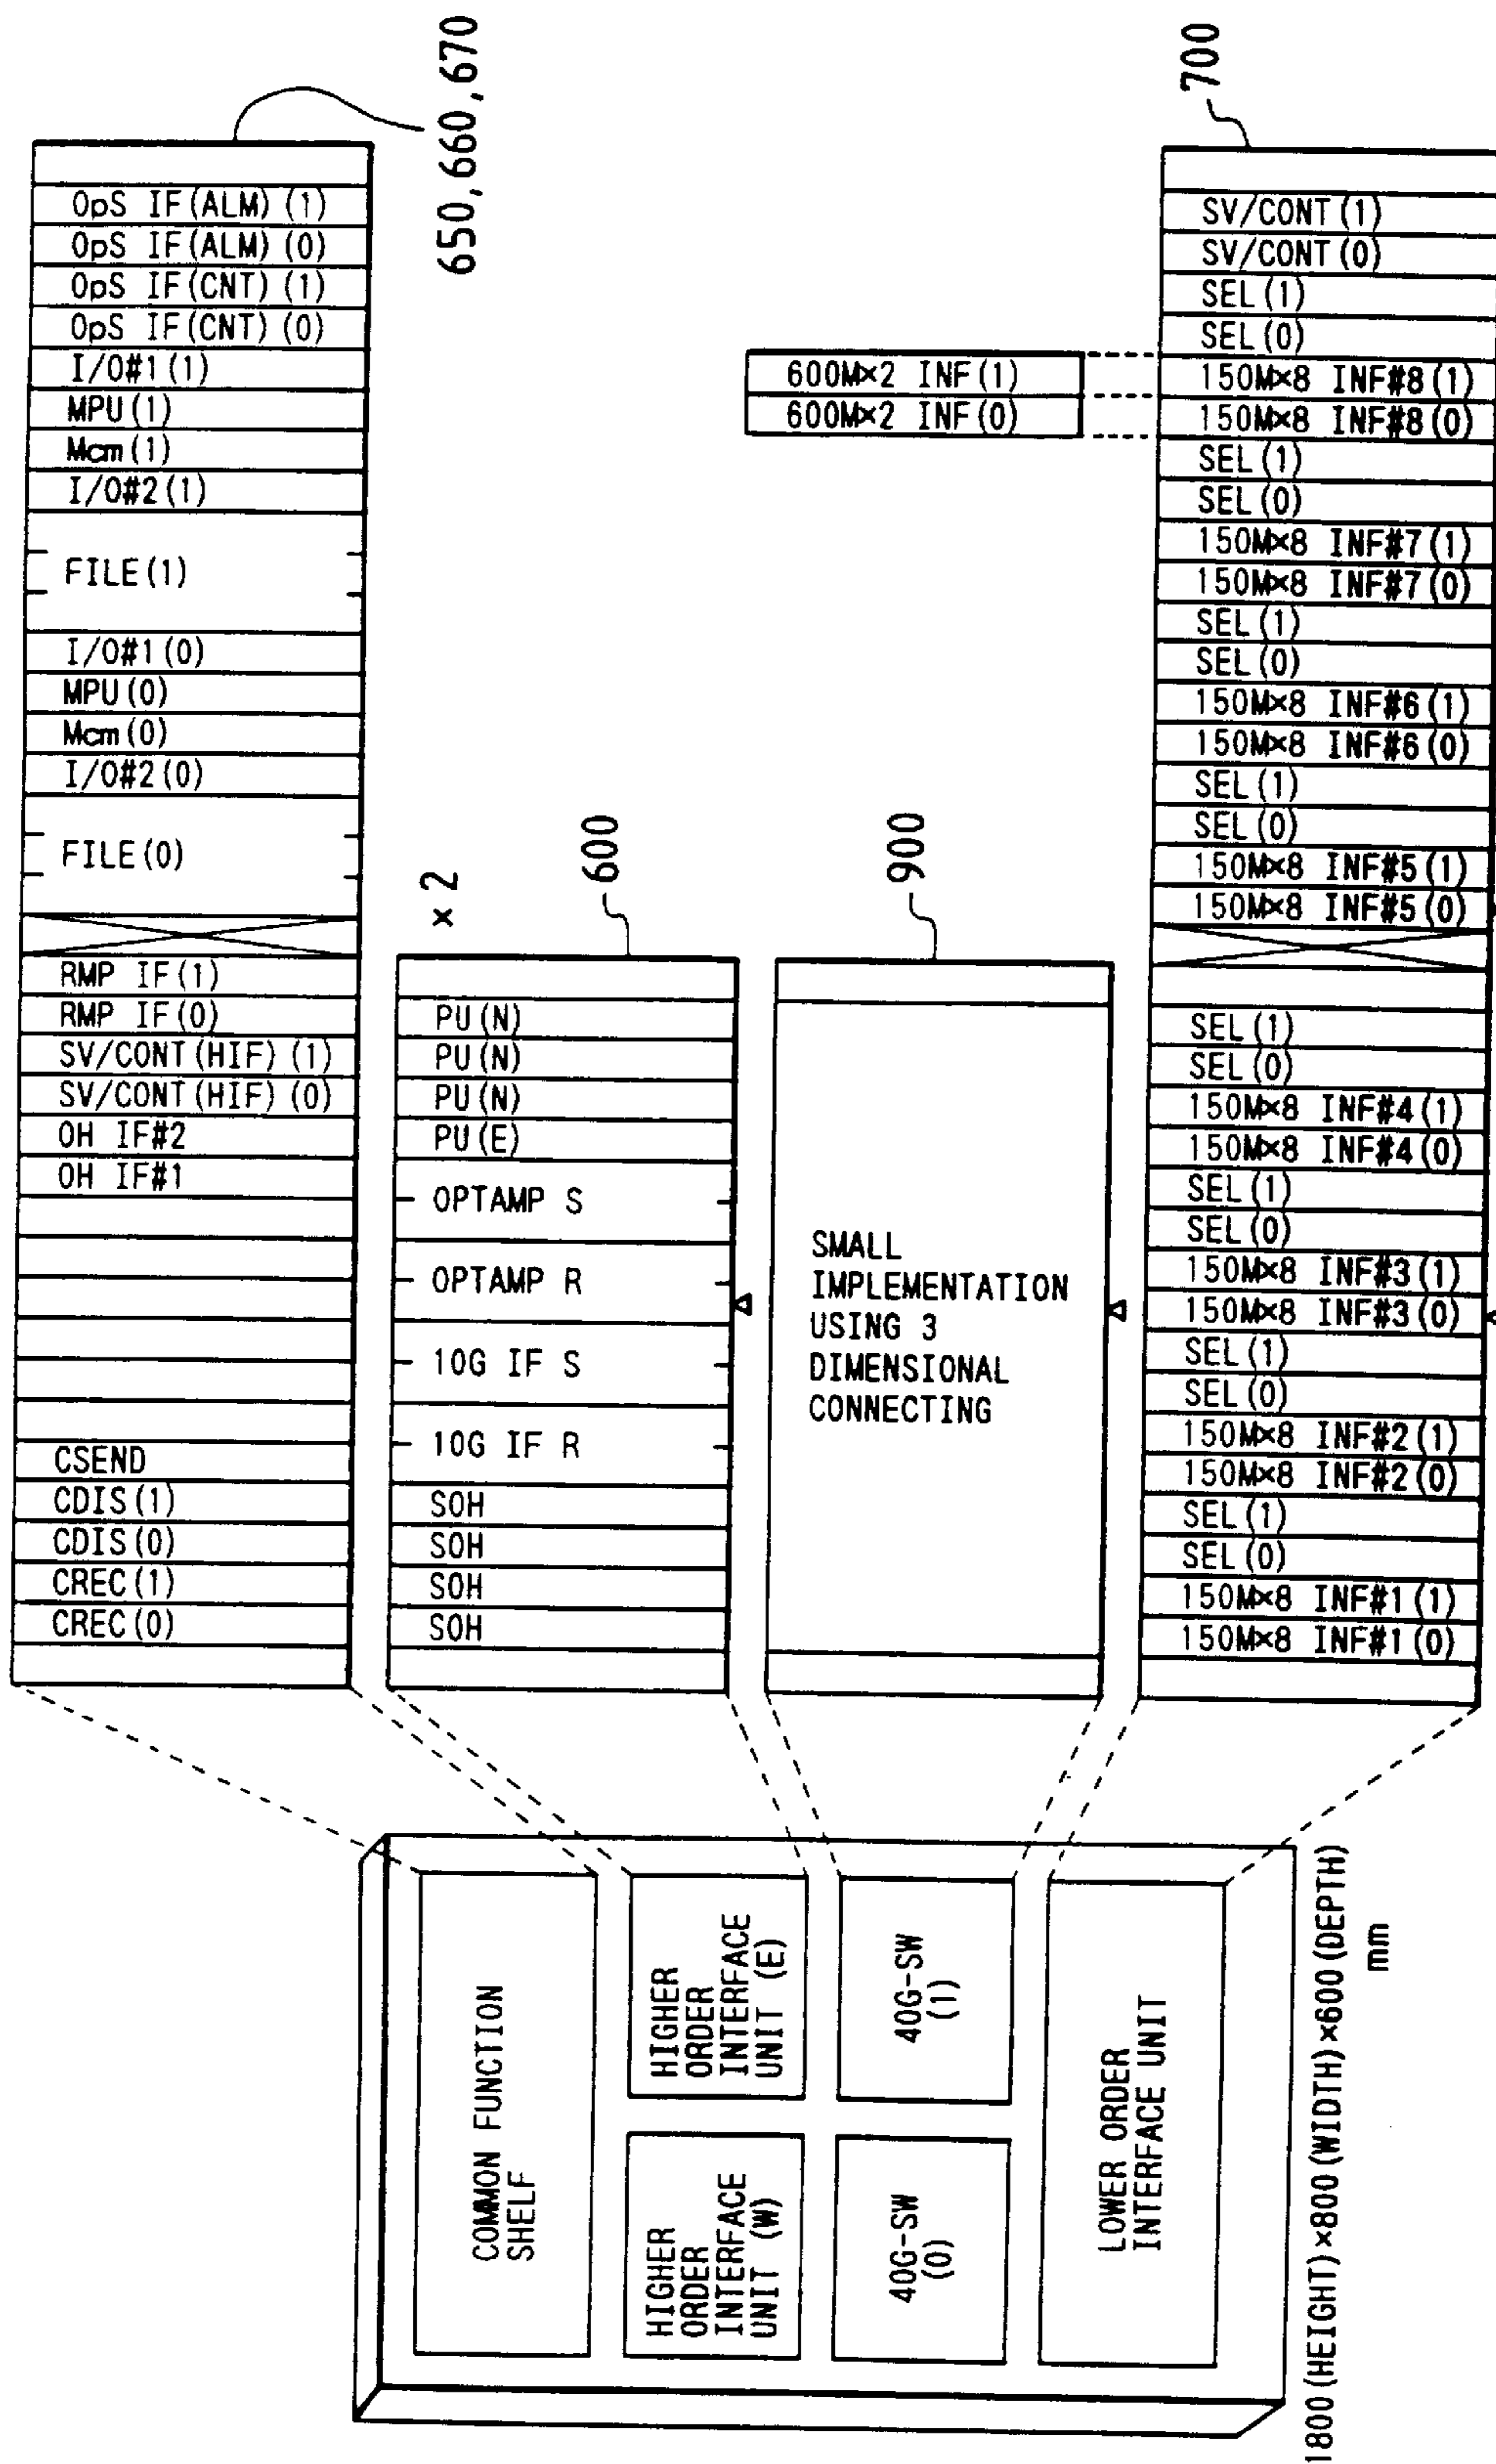 650,660,670
OpS IF(ALM)(1)
OpS IF(ALM)(0)
OpS IF(CNT)(1)
OpS IF(CNT)(0)
I/O#1(1)
MPU(1)
Mcm(1)
I/O#2(1)
FILE(1)
I/O#1(0)
MPU(0)
Mcm(0)
I/O#2(0)
FILE(0)
RMP IF(1)
RMP IF(0)
SV/CONT(HIF)(1)
SV/CONT(HIF)(0)
OH IF#2
OH IF#1
CSEND
CDIS(1)
CDIS(0)
CREC(1)
CREC(0)
× 2
600
PU(N)
PU(N)
PU(N)
PU(E)
OPTAMP S
OPTAMP R
10G IF S
10G IF R
SOH
SOH
SOH
SOH
900
SMALL
IMPLEMENTATION
USING 3
DIMENSIONAL
CONNECTING
600M×2 INF(1)
600M×2 INF(0)
700
SV/CONT(1)
SV/CONT(0)
SEL(1)
SEL(0)
150M×8 INF#8(1)
150M×8 INF#8(0)
SEL(1)
SEL(0)
150M×8 INF#7(1)
150M×8 INF#7(0)
SEL(1)
SEL(0)
150M×8 INF#6(1)
150M×8 INF#6(0)
SEL(1)
SEL(0)
150M×8 INF#5(1)
150M×8 INF#5(0)
SEL(1)
SEL(0)
150M×8 INF#4(1)
150M×8 INF#4(0)
SEL(1)
SEL(0)
150M×8 INF#3(1)
150M×8 INF#3(0)
SEL(1)
SEL(0)
150M×8 INF#2(1)
150M×8 INF#2(0)
SEL(1)
SEL(0)
150M×8 INF#1(1)
150M×8 INF#1(0)
COMMON FUNCTION
SHELF
HIGHER
ORDER
INTERFACE
UNIT (W)
HIGHER
ORDER
INTERFACE
UNIT (E)
40G-SW
(0)
40G-SW
(1)
LOWER ORDER
INTERFACE UNIT
1800(HEIGHT)×800(WIDTH)×600(DEPTH)
mm